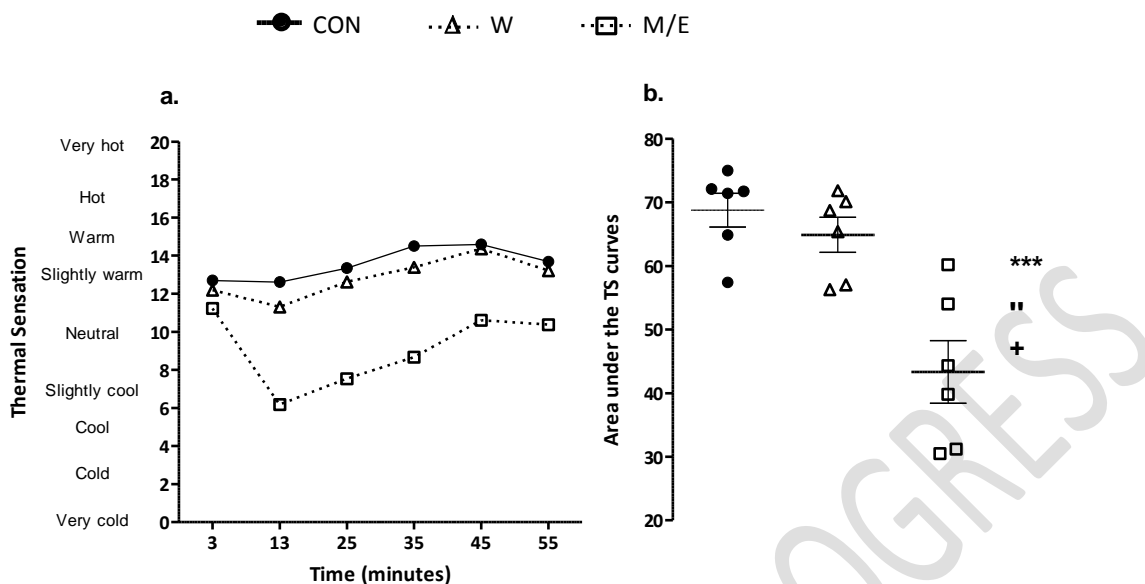 CON W M/E
a.
b.
Thermal Sensation
Very hot
Hot
Warm
Slightly warm
Neutral
Slightly cool
Cool
Cold
Very cold
20
18
16
14
12
10
8
6
4
2
0
3 13 25 35 45 55
Time (minutes)
Area under the TS curves
80
70
60
50
40
30
20
***
"
+
OGRESS